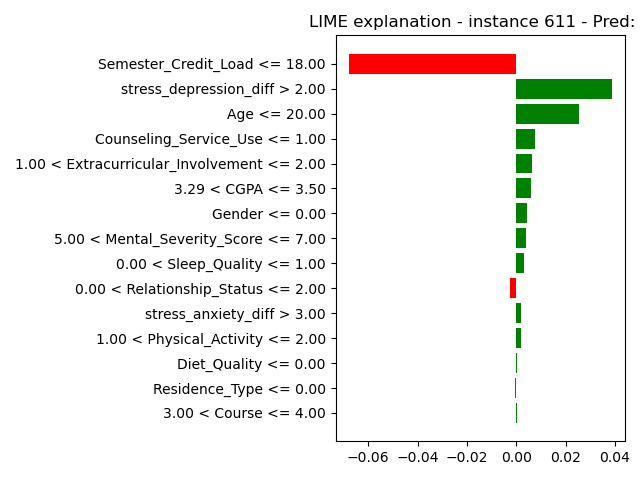 LIME explanation - instance 611 - Pred:
Semester_Credit_Load <= 18.00
stress_depression_diff > 2.00
Age <= 20.00
Counseling_Service_Use <= 1.00
1.00 < Extracurricular_Involvement <= 2.00
3.29 < CGPA <= 3.50
Gender <= 0.00
5.00 < Mental_Severity_Score <= 7.00
0.00 < Sleep_Quality <= 1.00
0.00 < Relationship_Status <= 2.00
stress_anxiety_diff > 3.00
1.00 < Physical_Activity <= 2.00
Diet_Quality <= 0.00
Residence_Type <= 0.00
3.00 < Course <= 4.00
−0.06 −0.04 −0.02 0.00 0.02 0.04